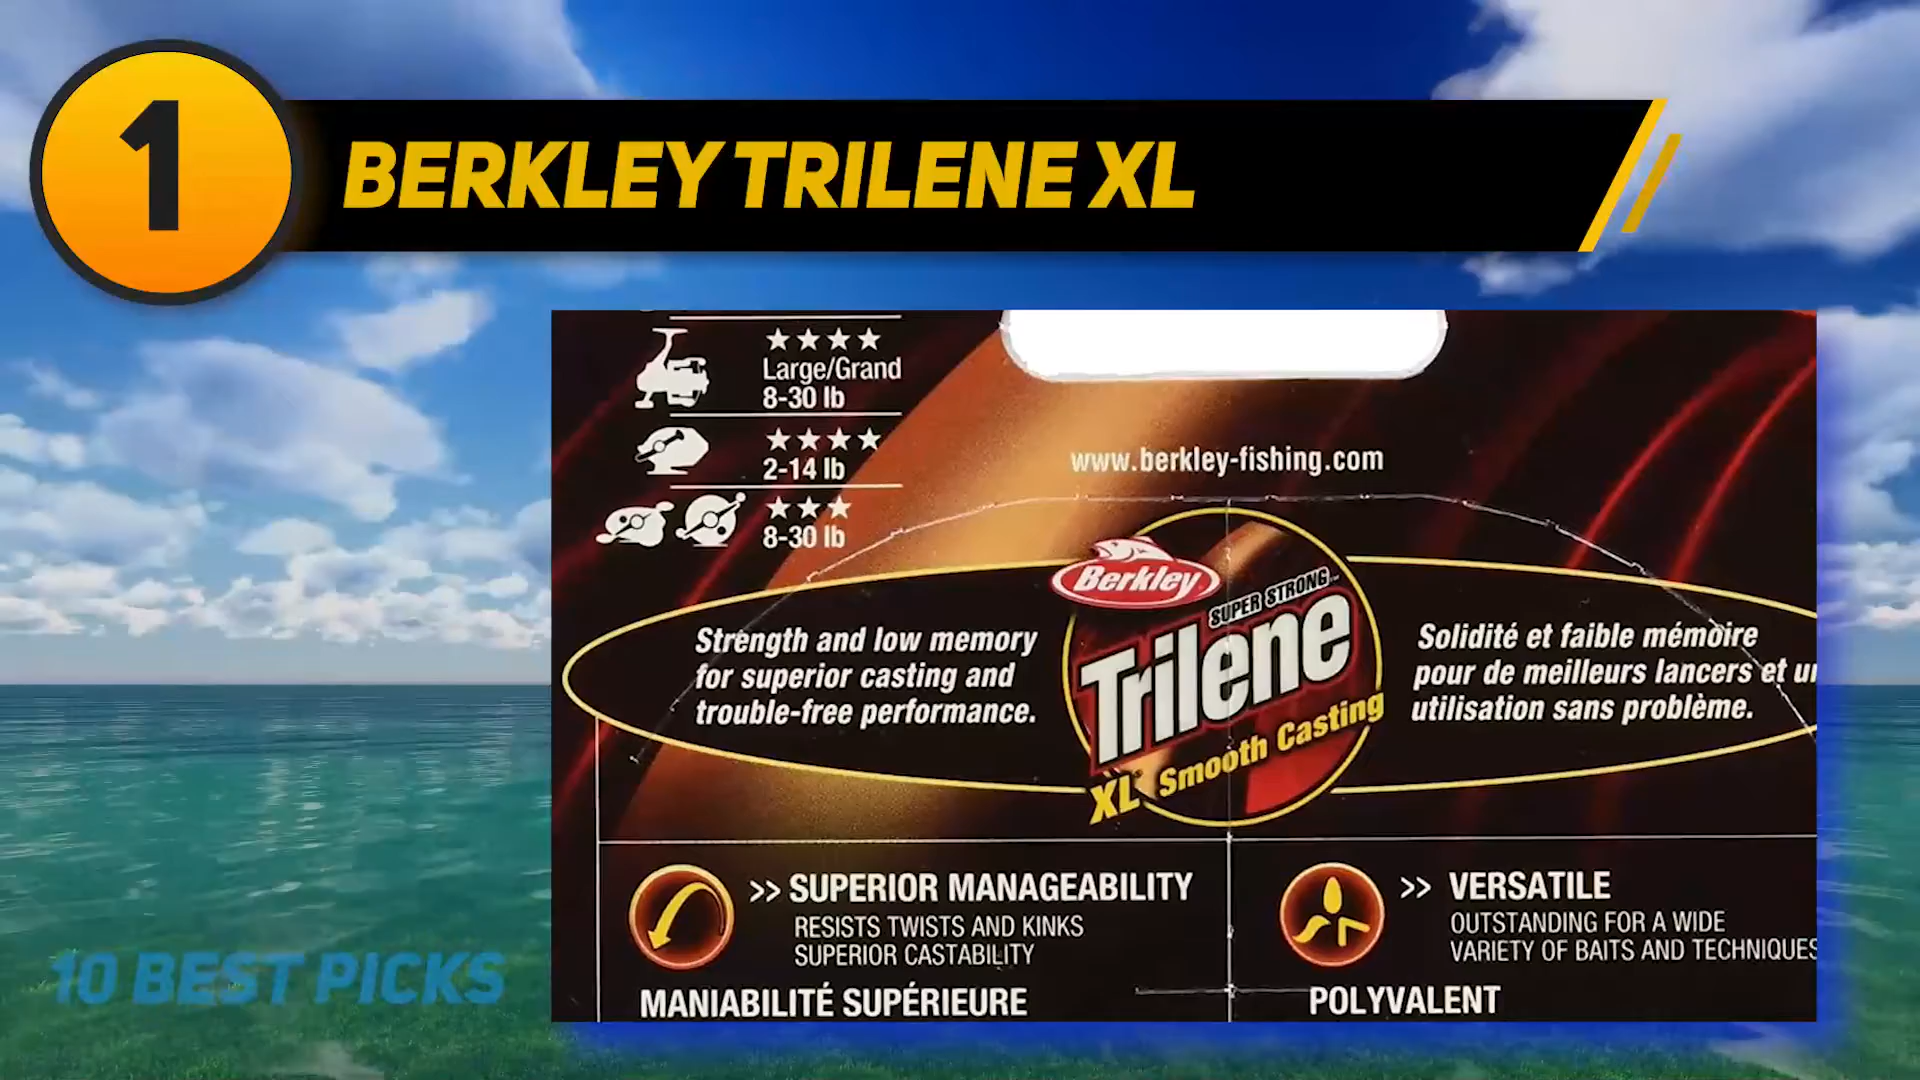 1
BERKLEY TRILENE XL
★★★★
Large/Grand
8-30 lb
★★★★
2-14 lb
★★★
8-30 lb
www.berkley-fishing.com
Strength and low memory
for superior casting and
trouble-free performance.
Berkley
SUPER STRONG
Trilene
XL Smooth Casting
Solidité et faible mémoire
pour de meilleurs lancers et
utilisation sans problème.
>> SUPERIOR MANAGEABILITY
RESISTS TWISTS AND KINKS
SUPERIOR CASTABILITY
MANIABILITÉ SUPÉRIEURE
>> VERSATILE
OUTSTANDING FOR A WIDE
VARIETY OF BAITS AND TECHNIQUES
POLYVALENT
10 BEST PICKS